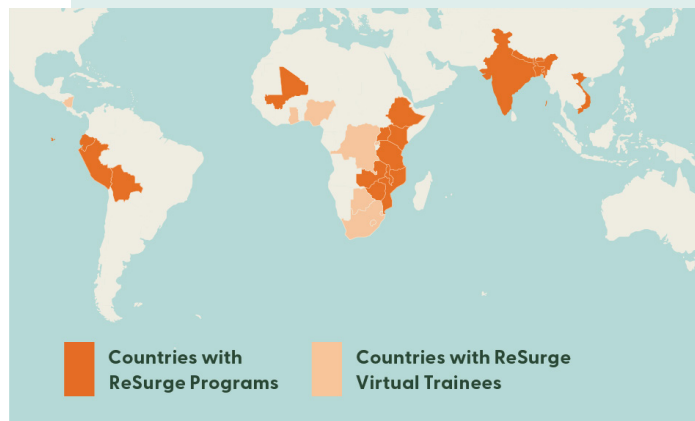 Countries with
ReSurge Programs
Countries with ReSurge
Virtual Trainees